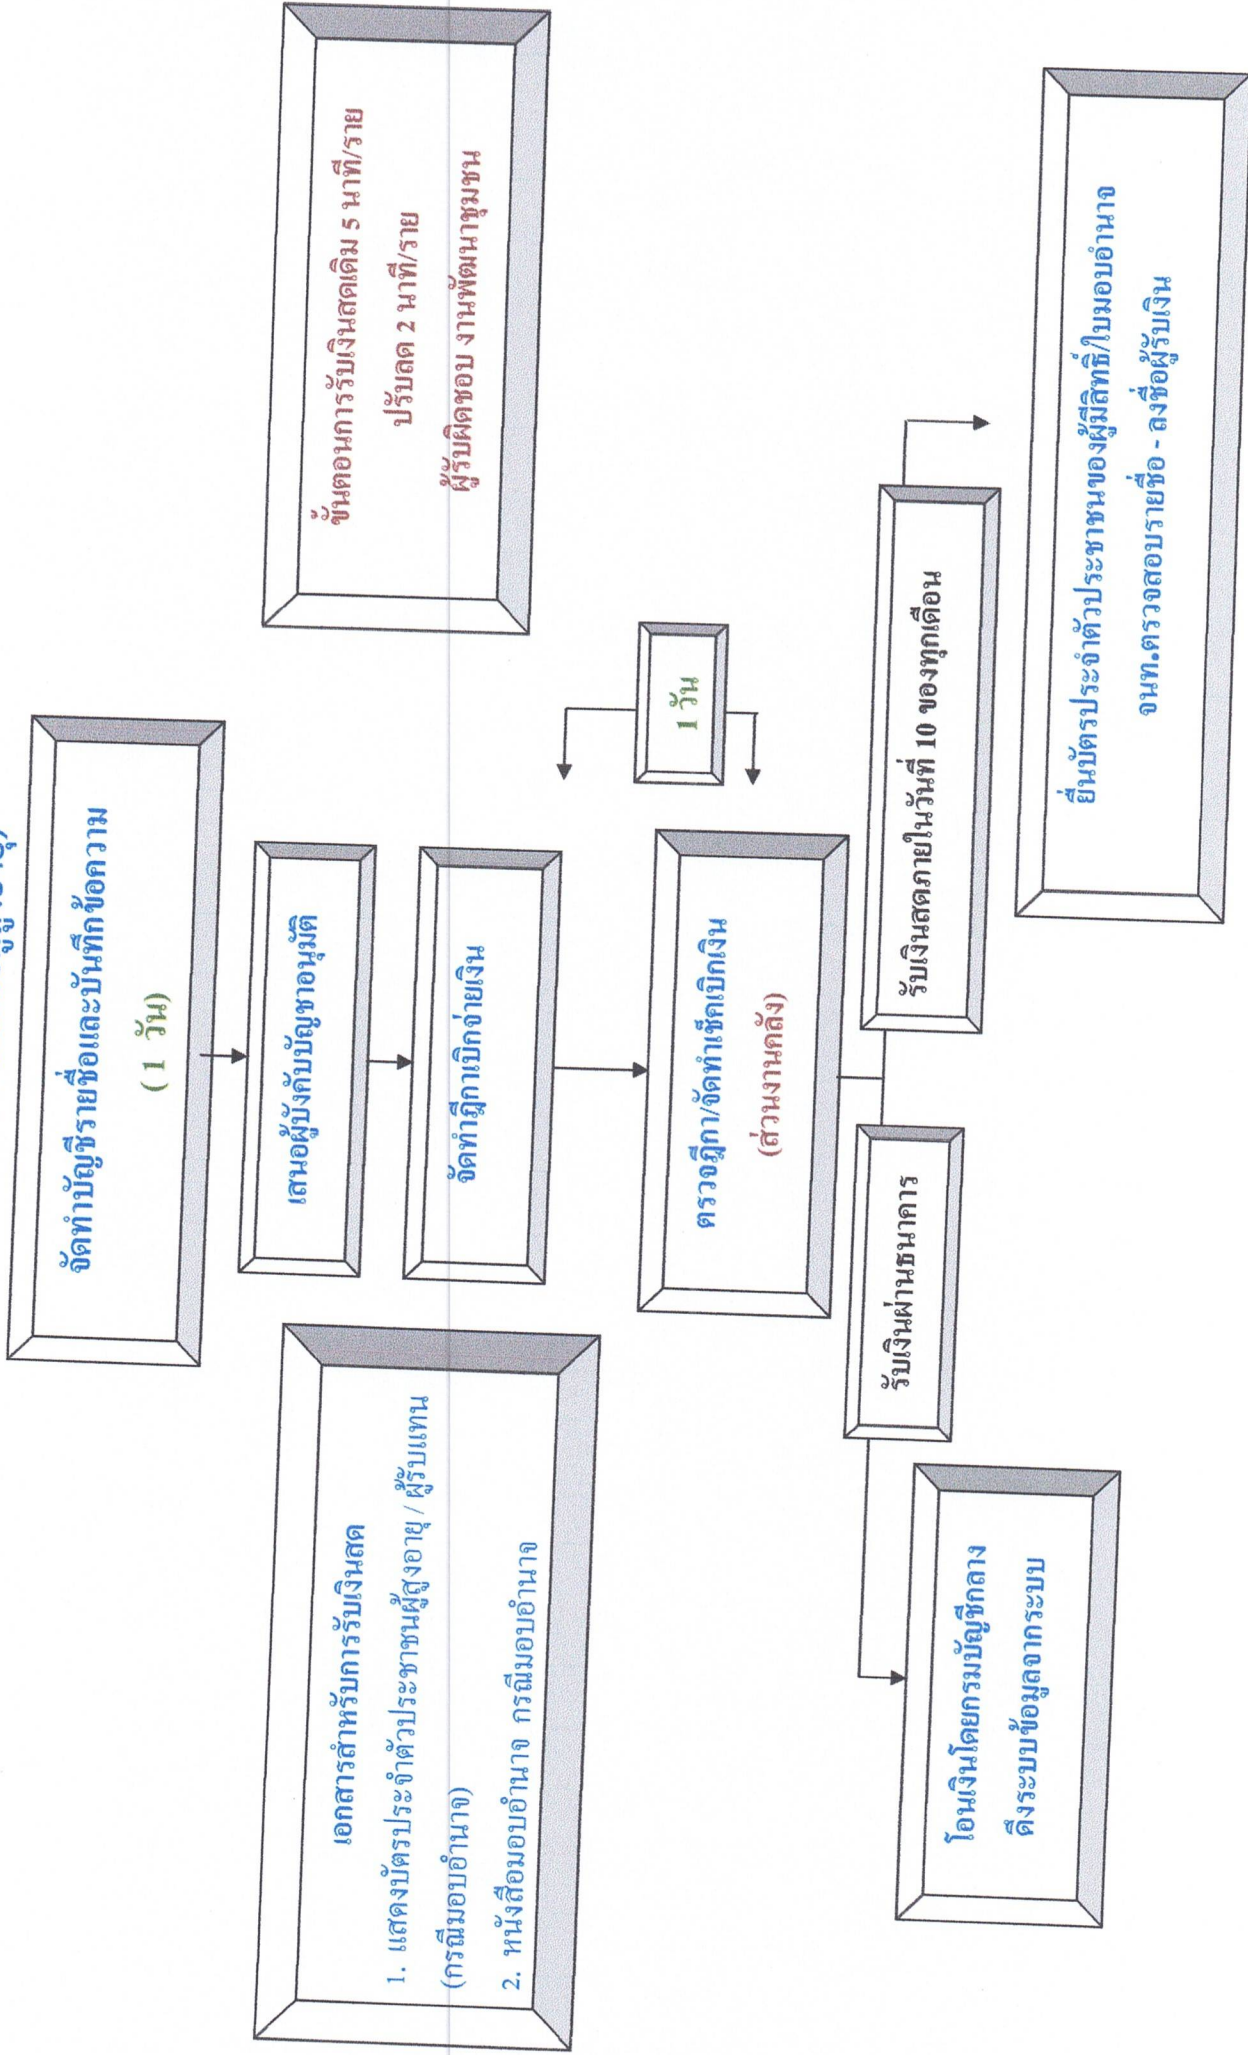 จัดทำบัญชีรายชื่อและบันทึกข้อความ
(1 วัน)
เสนอผู้บังคับบัญชาอนุมัติ
จัดทำฎีกาเบิกจ่ายเงิน
ขั้นตอนการรับเงินสดเดิม 5 นาที/ราย
ปรับลด 2 นาที/ราย
ผู้รับผิดชอบ งานพัฒนาชุมชน
เอกสารสำหรับการรับเงินสด
1. แสดงบัตรประจำตัวประชาชนผู้สูงอายุ / ผู้รับแทน
(กรณีมอบอำนาจ)
2. หนังสือมอบอำนาจ กรณีมอบอำนาจ
1 วัน
ตรวจฎีกา/จัดทำเช็คเบิกเงิน
(ส่วนงานคลัง)
รับเงินผ่านธนาคาร
รับเงินสดภายในวันที่ 10 ของทุกเดือน
โอนเงินโดยกรมบัญชีกลาง
ดึงระบบข้อมูลจากระบบ
ยื่นบัตรประจำตัวประชาชนของผู้มีสิทธิ์/ใบมอบอำนาจ
จนท.ตรวจสอบรายชื่อ - ลงชื่อผู้รับเงิน